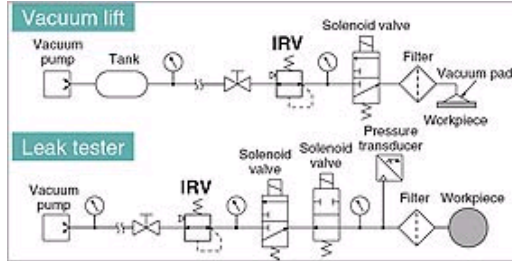 Vacuum lift
Solenoid valve
Vacuum
pump
Tank
IRV
Filter
Vacuum pad
Workpiece
Leak tester
Pressure
transducer
Solenoid
valve
Solenoid
valve
Vacuum
pump
IRV
Filter
Workpiece